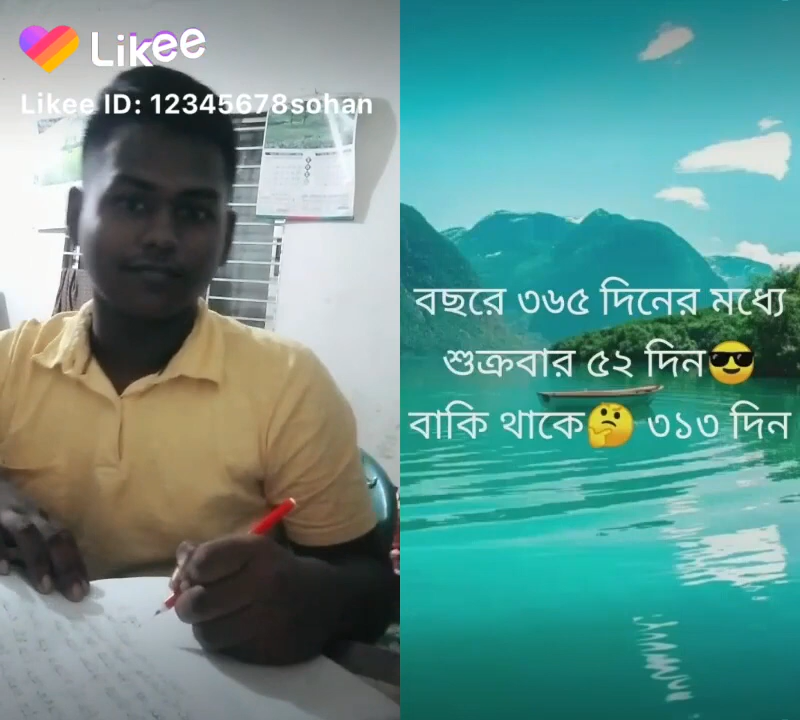 Likee
Likee ID: 12345678sohan
বছরে ৩৬৫ দিনের মধ্যে
শুক্রবার ৫২ দিন😎
বাকি থাকে🤔 ৩১৩ দিন